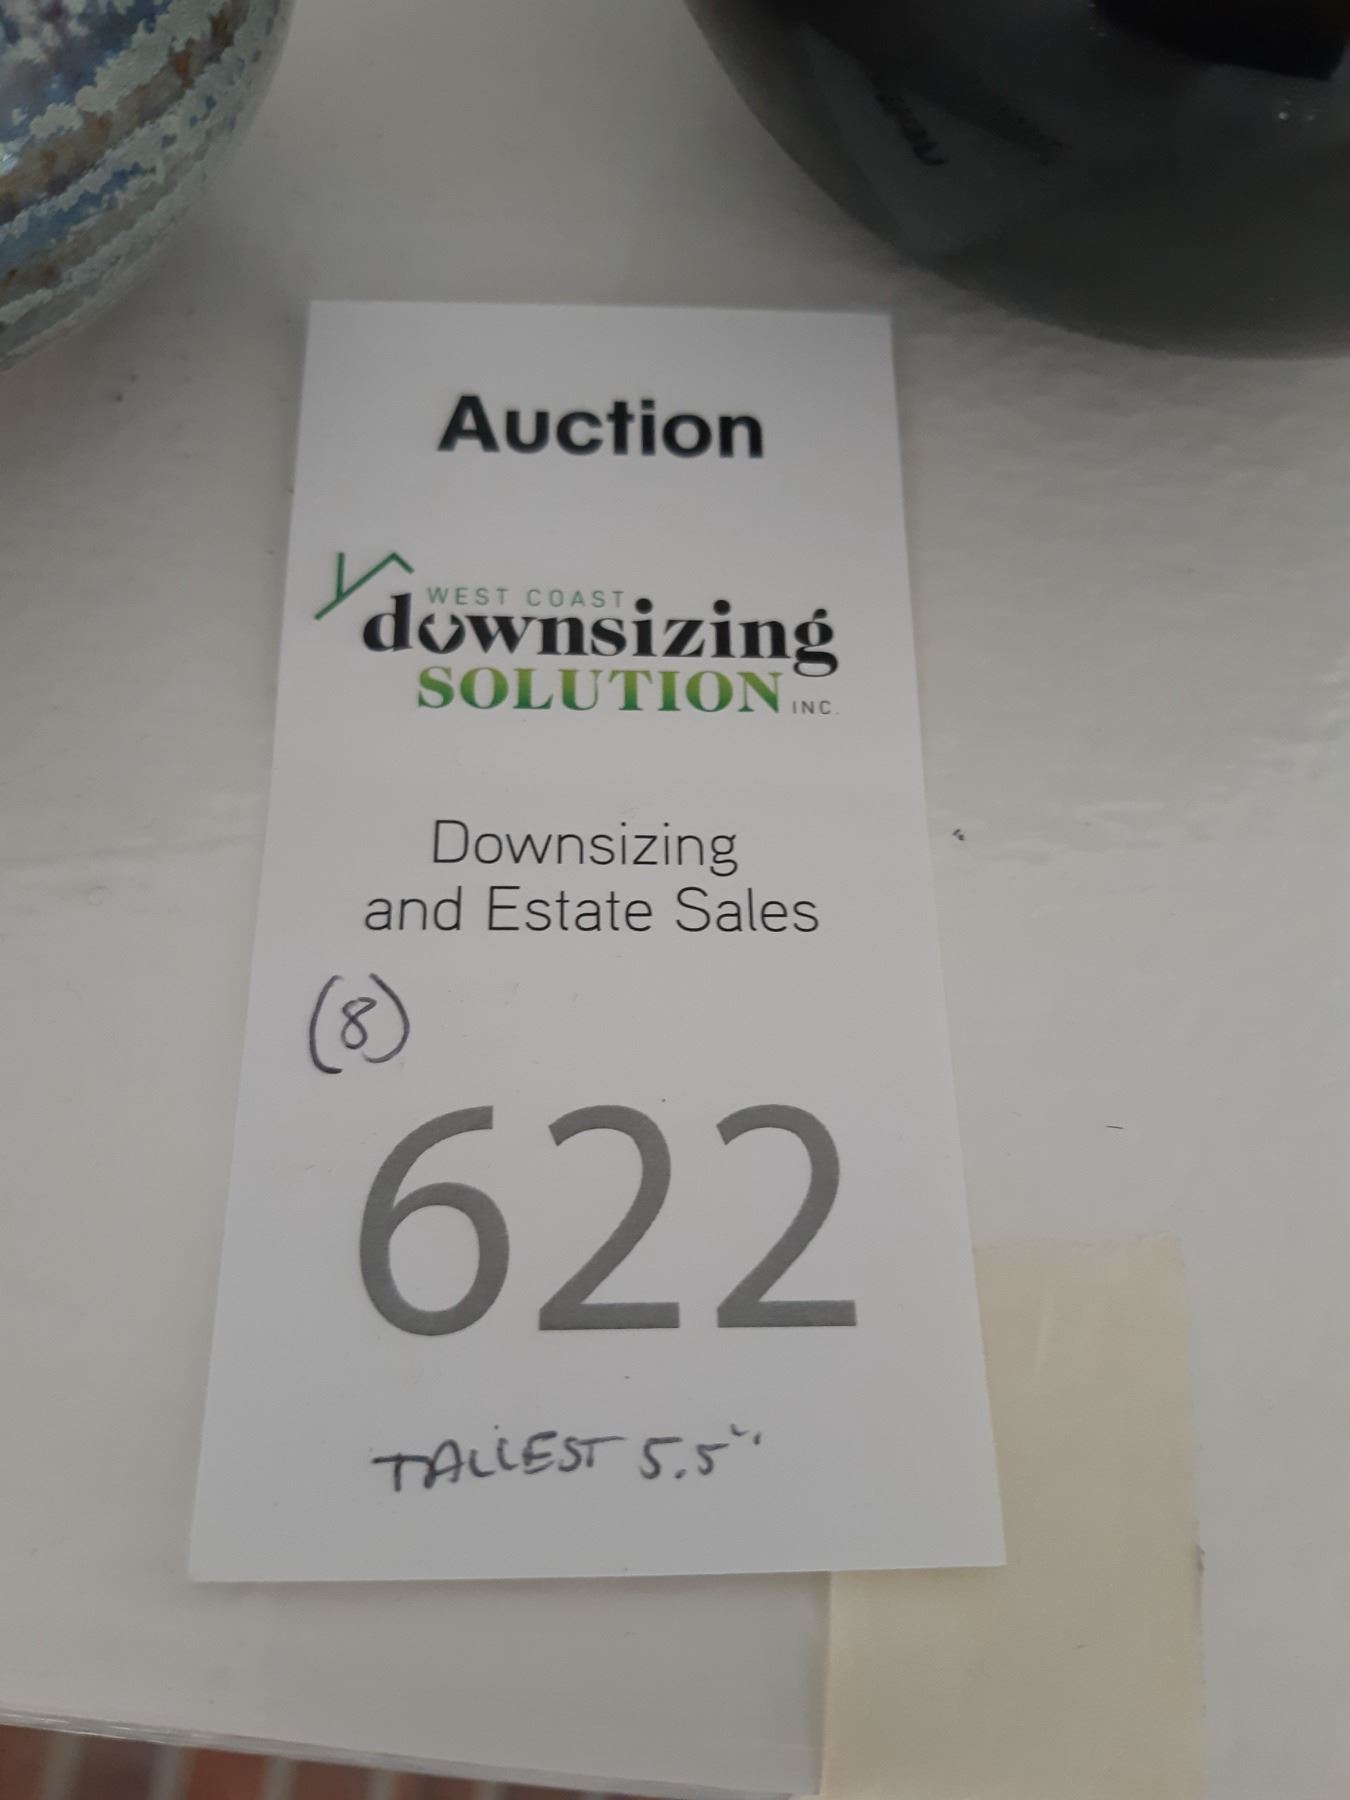 Auction
WEST COAST
downsizing
SOLUTION INC.
Downsizing
and Estate Sales
(8)
622
TALLEST 5.5"